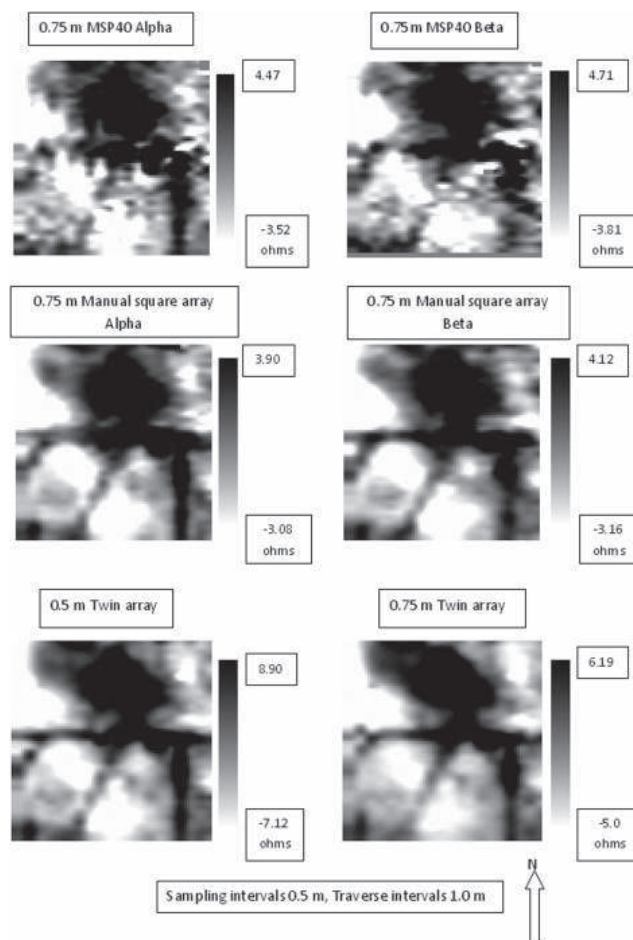 0.75 m MSP40 Alpha
0.75 m MSP40 Beta
4.47
4.71
-3.52
ohms
-3.81
ohms
0.75 m Manual square array
Alpha
0.75 m Manual square array
Beta
3.90
4.12
-3.08
ohms
-3.16
ohms
0.5 m Twin array
0.75 m Twin array
8.90
6.19
-7.12
ohms
-5.0
ohms
N
Sampling intervals 0.5 m, Traverse intervals 1.0 m